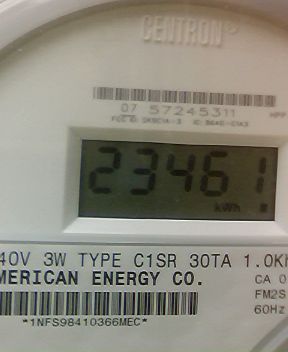 CENTRON
07 57245311
23461
kWh
40V 3W TYPE C1SR 30TA 1.0K
MERICAN ENERGY CO. CA 0
FM2S
60Hz
*1NFS98410366MEC*